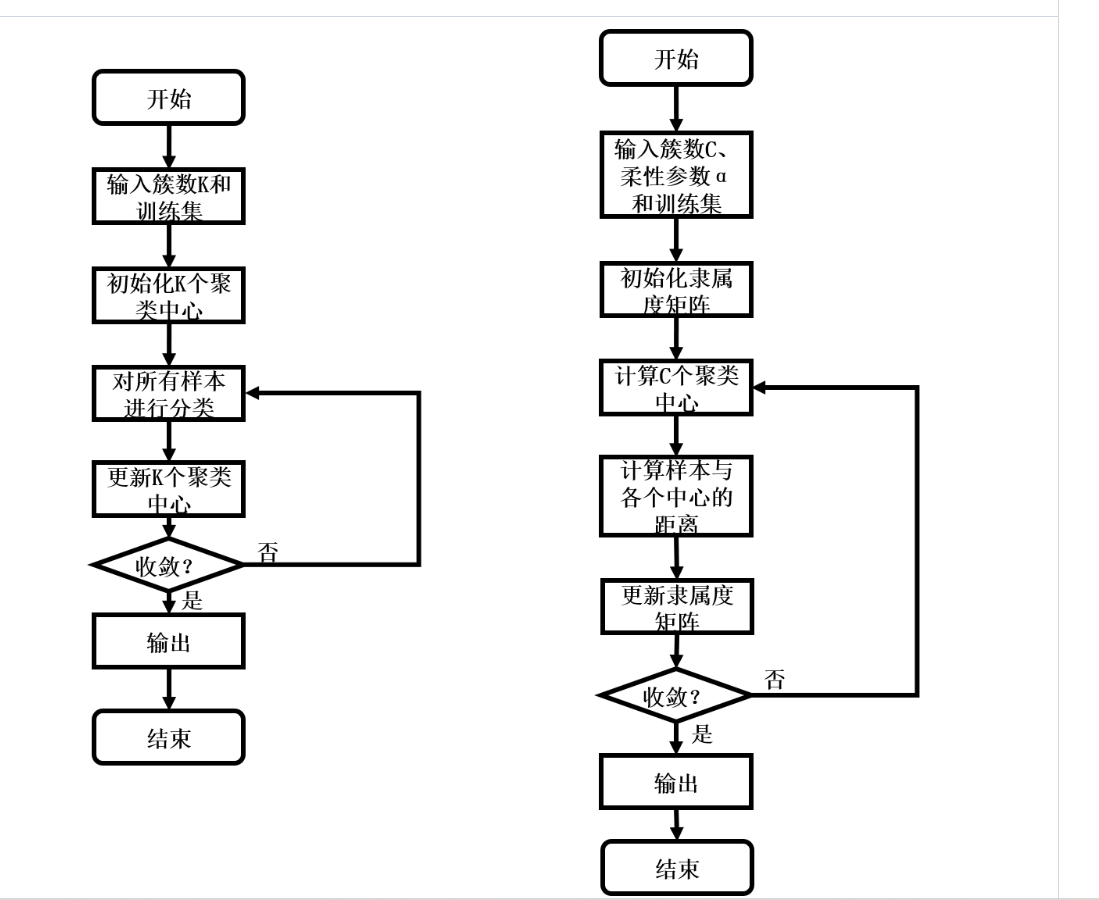 开始
输入簇数K和
训练集
初始化K个聚
类中心
对所有样本
进行分类
更新K个聚类
中心
收敛?
否
是
输出
结束
开始
输入簇数C、
柔性参数α
和训练集
初始化隶属
度矩阵
计算C个聚类
中心
计算样本与
各个中心的
距离
更新隶属度
矩阵
收敛?
否
是
输出
结束